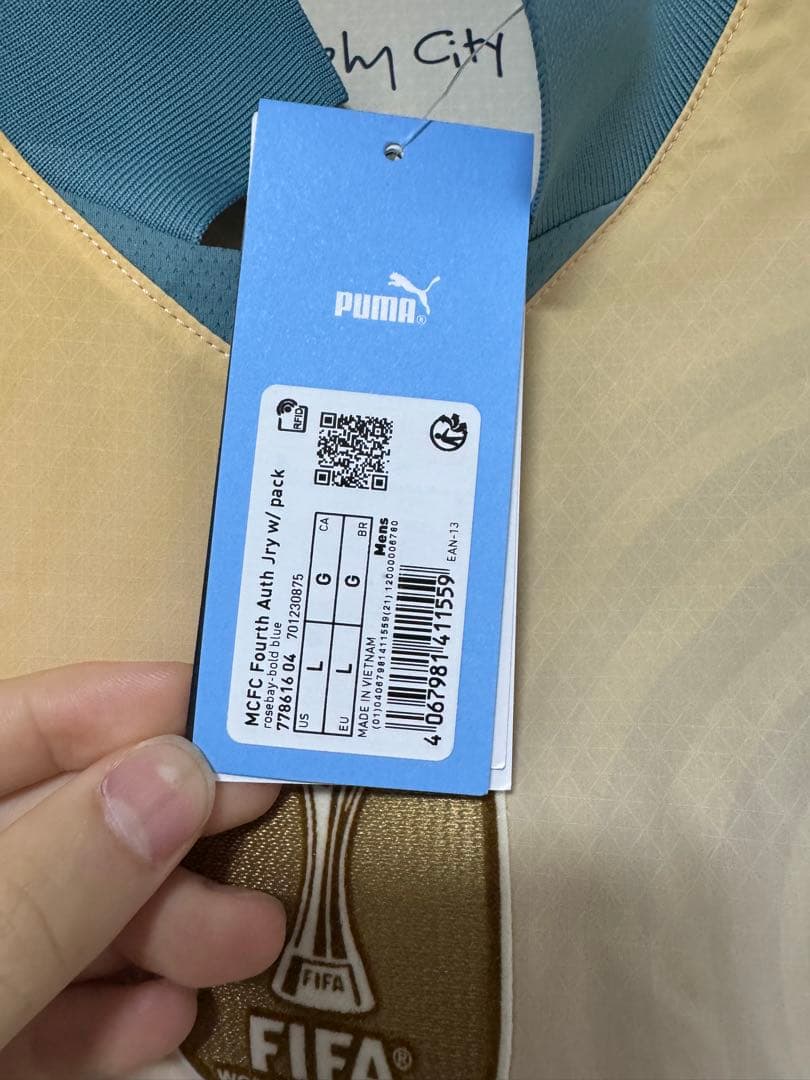 City
PUMA®
RFID
MCFC Fourth Auth Jry w/ pack
rosebay-bold blue
778616 04 701230875
US L G CA
EU L G BR
MADE IN VIETNAM Mens
(01)04067981411559(21)12000006780
4 067981 411559
EAN-13
FIFA
FIFA®